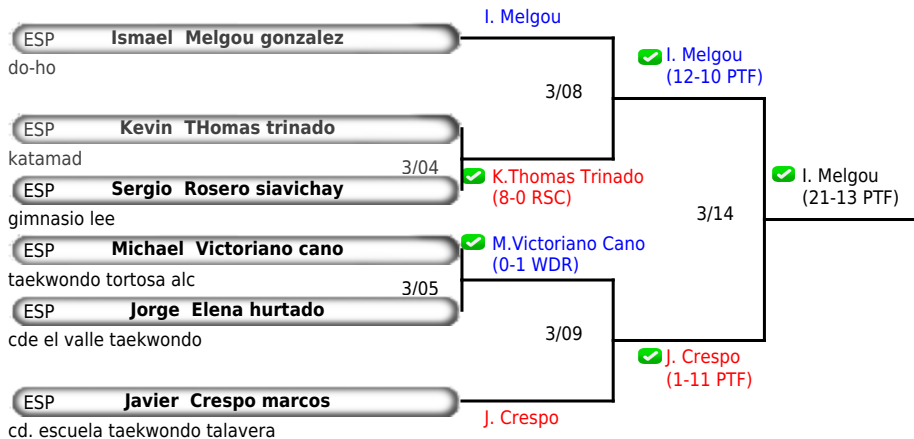 I. Melgou
ESP Ismael Melgou gonzalez
do-ho
I. Melgou
(12-10 PTF)
3/08
ESP Kevin THomas trinado
katamad
3/04
K.Thomas Trinado
(8-0 RSC)
ESP Sergio Rosero siavichay
gimnasio lee
I. Melgou
(21-13 PTF)
3/14
ESP Michael Victoriano cano
taekwondo tortosa alc
M.Victoriano Cano
(0-1 WDR)
3/05
ESP Jorge Elena hurtado
cde el valle taekwondo
3/09
J. Crespo
(1-11 PTF)
ESP Javier Crespo marcos
cd. escuela taekwondo talavera
J. Crespo